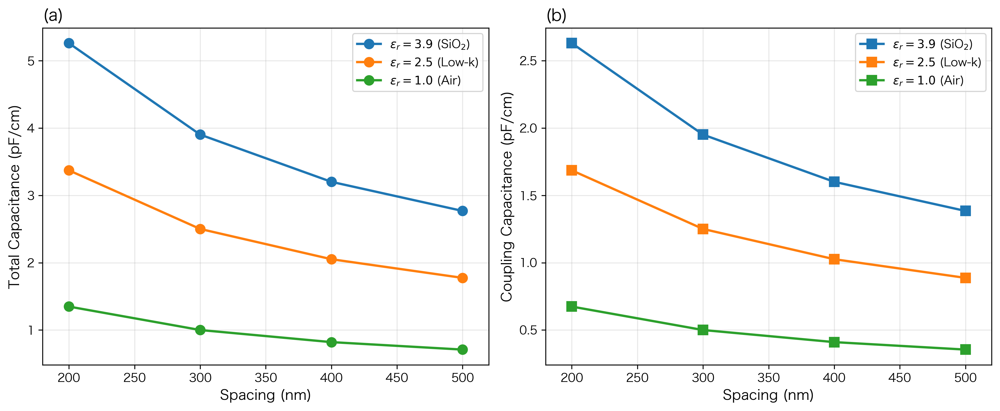 (a)
Total Capacitance (pF/cm)
5
4
3
2
1
εr = 3.9 (SiO₂)
εr = 2.5 (Low-k)
εr = 1.0 (Air)
200 250 300 350 400 450 500
Spacing (nm)
(b)
Coupling Capacitance (pF/cm)
2.5
2.0
1.5
1.0
0.5
εr = 3.9 (SiO₂)
εr = 2.5 (Low-k)
εr = 1.0 (Air)
200 250 300 350 400 450 500
Spacing (nm)